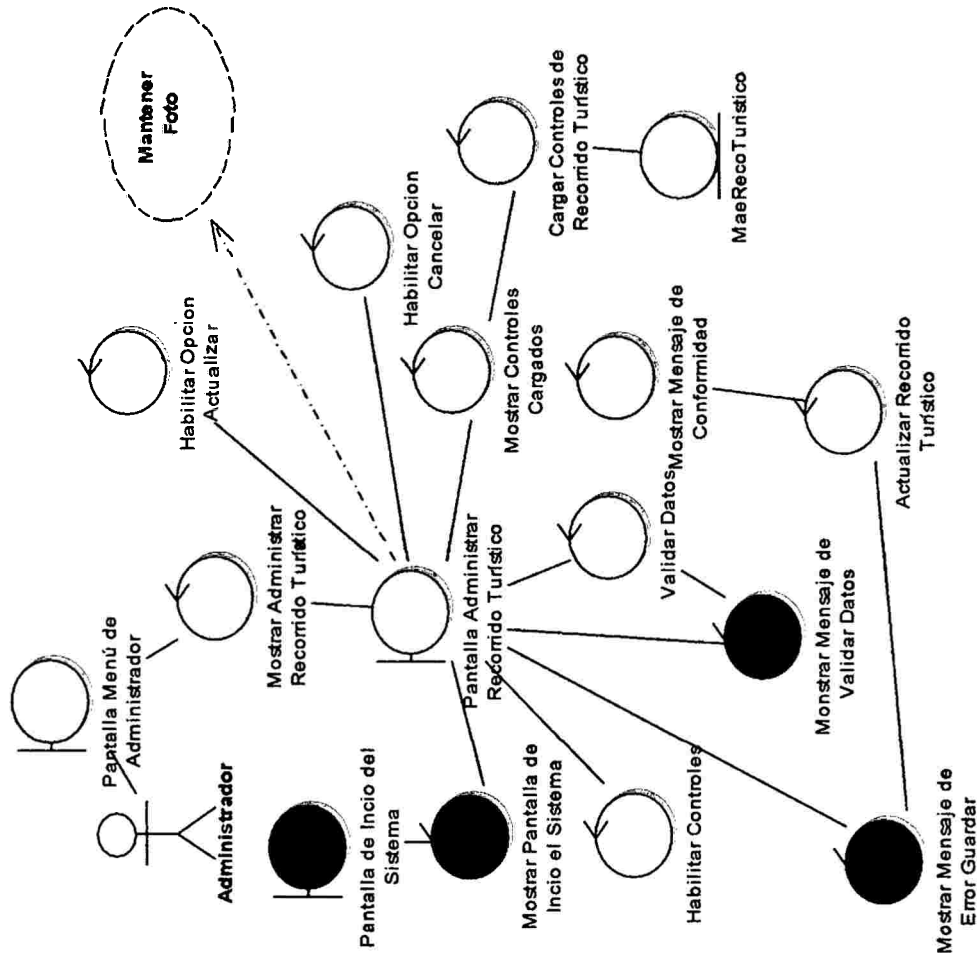 Mantener
Foto
Habilitar Opcion
Actualizar
Habilitar Opcion
Cancelar
Cargar Controles de
Recorrido Turístico
MaeRecoTuristico
Mostrar Controles
Cargados
Mostrar Mensaje de
Conformidad
Actualizar Recorrido
Turístico
Mostrar Administrar
Recorrido Turístico
Pantalla Administrar
Recorrido Turístico
Validar Datos
Monstrar Mensaje de
Validar Datos
Pantalla Menú de
Administrador
Administrador
Pantalla de Incio del
Sistema
Mostrar Pantalla de
Incio el Sistema
Habilitar Controles
Mostrar Mensaje de
Error Guardar